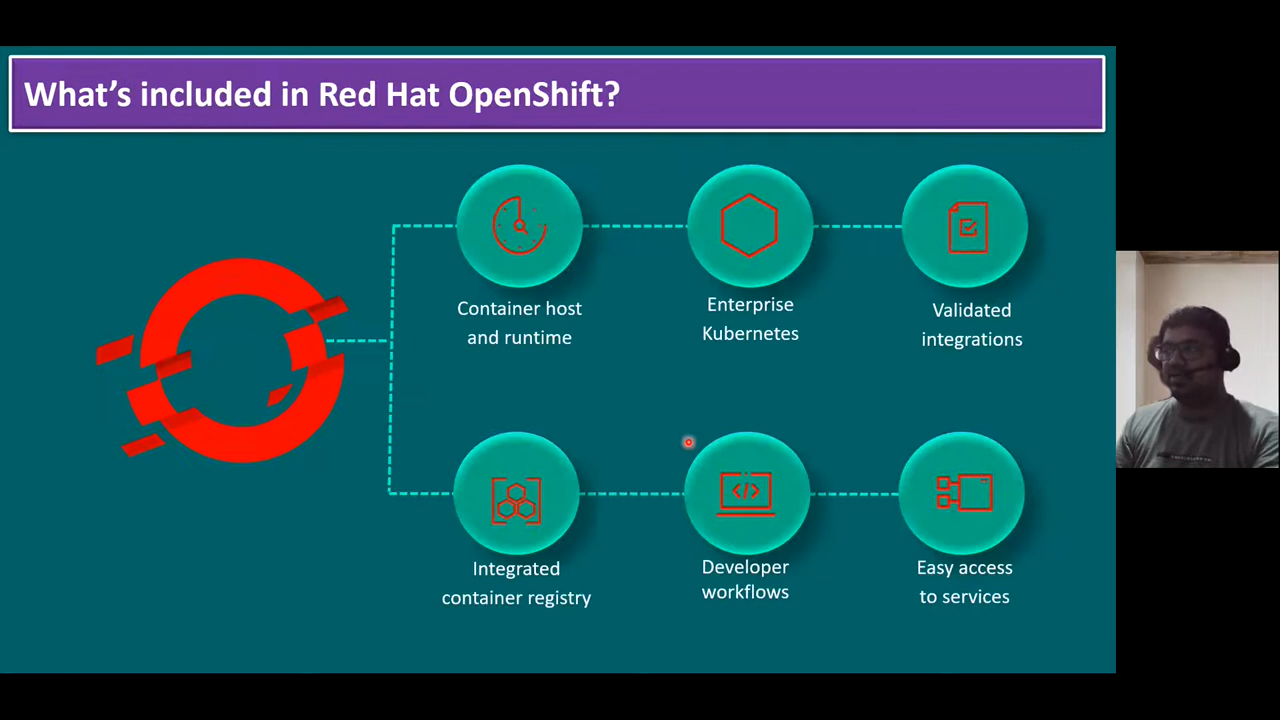 What's included in Red Hat OpenShift?
Container host
and runtime
Enterprise
Kubernetes
Validated
integrations
Integrated
container registry
Developer
workflows
Easy access
to services